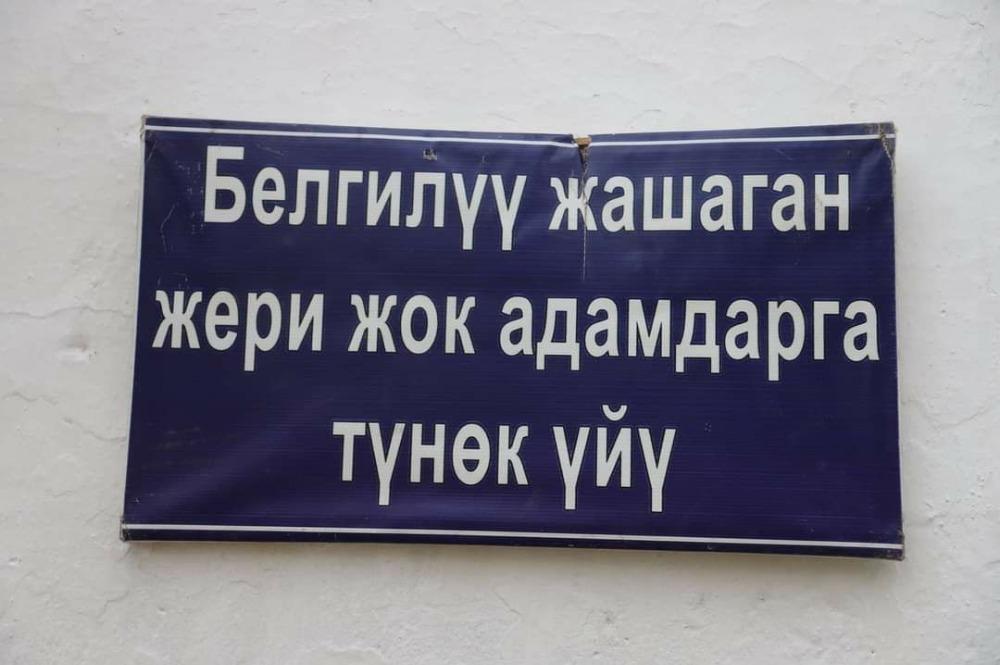 Белгилүү жашаган
жери жок адамдарга
түнөк үйү